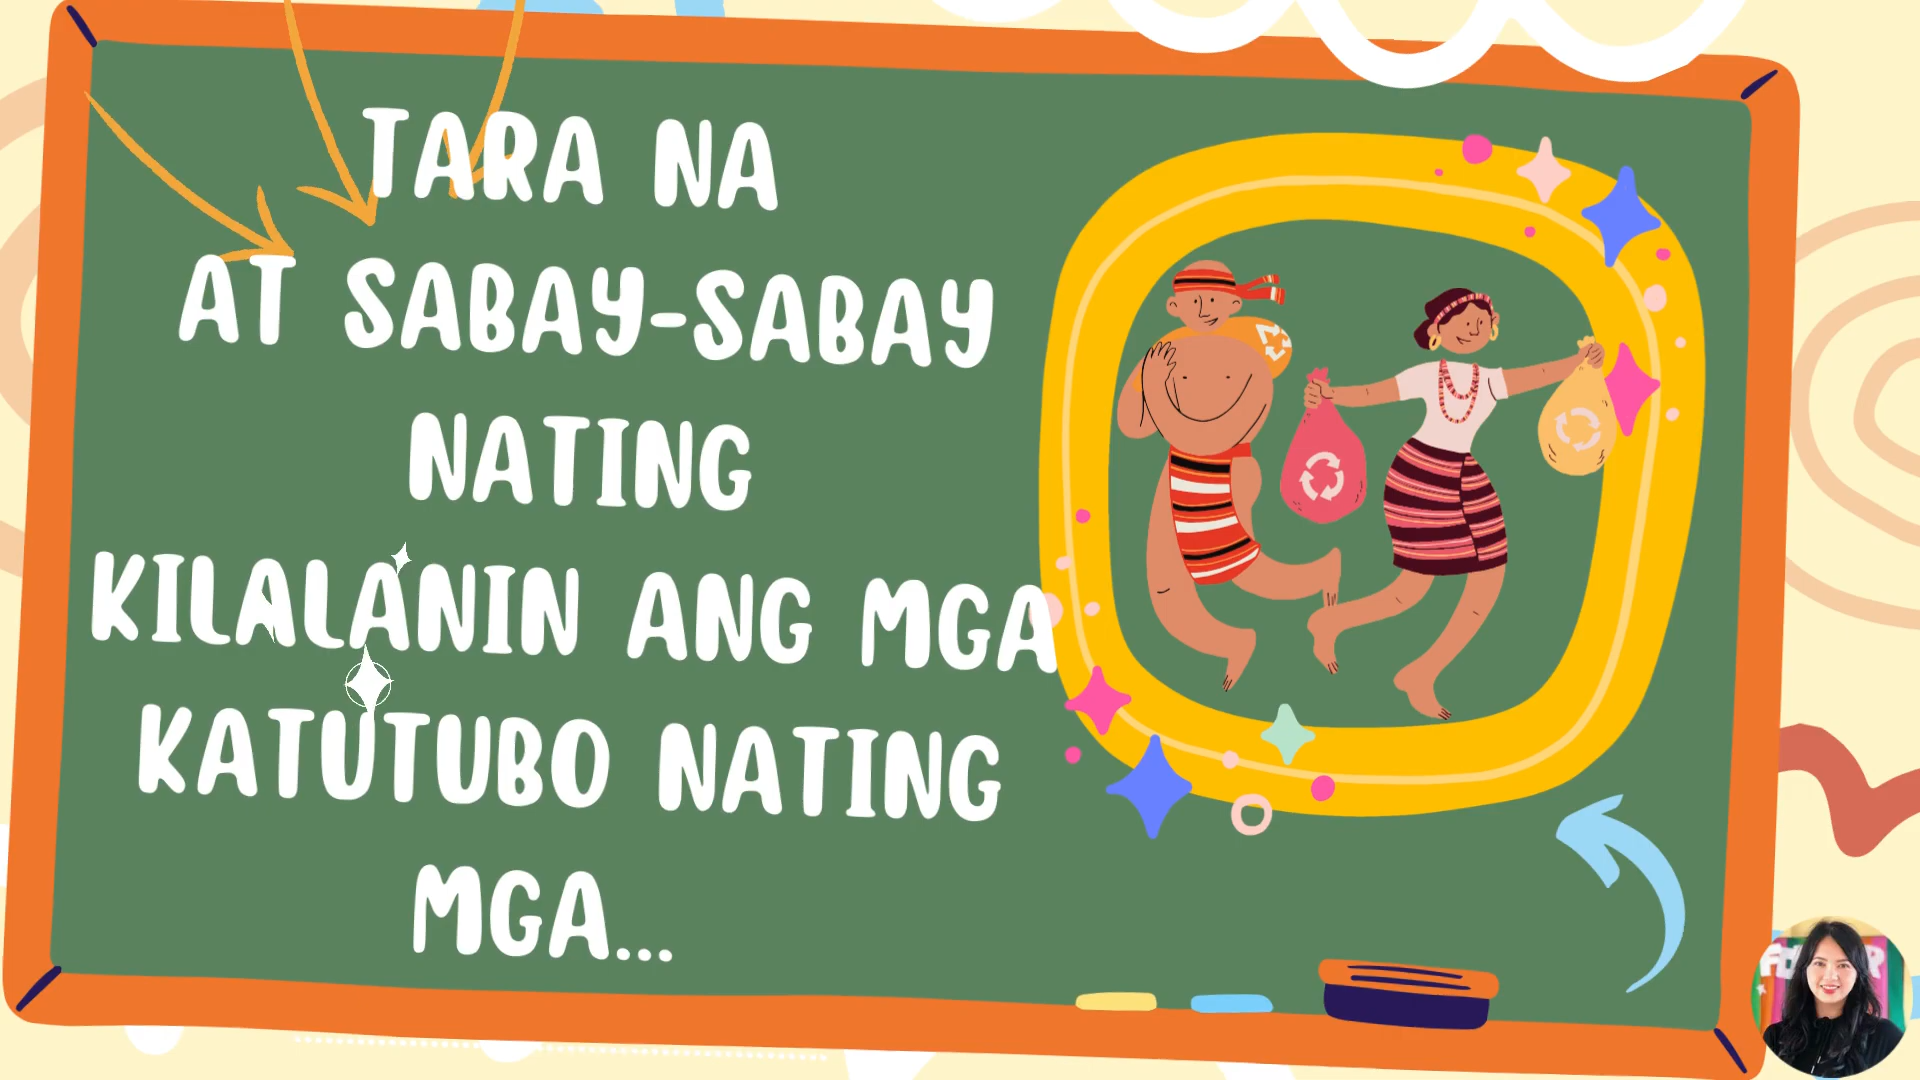 TARA NA
AT SABAY-SABAY
NATING
KILALANIN ANG MGA
KATUTUBO NATING
MGA...